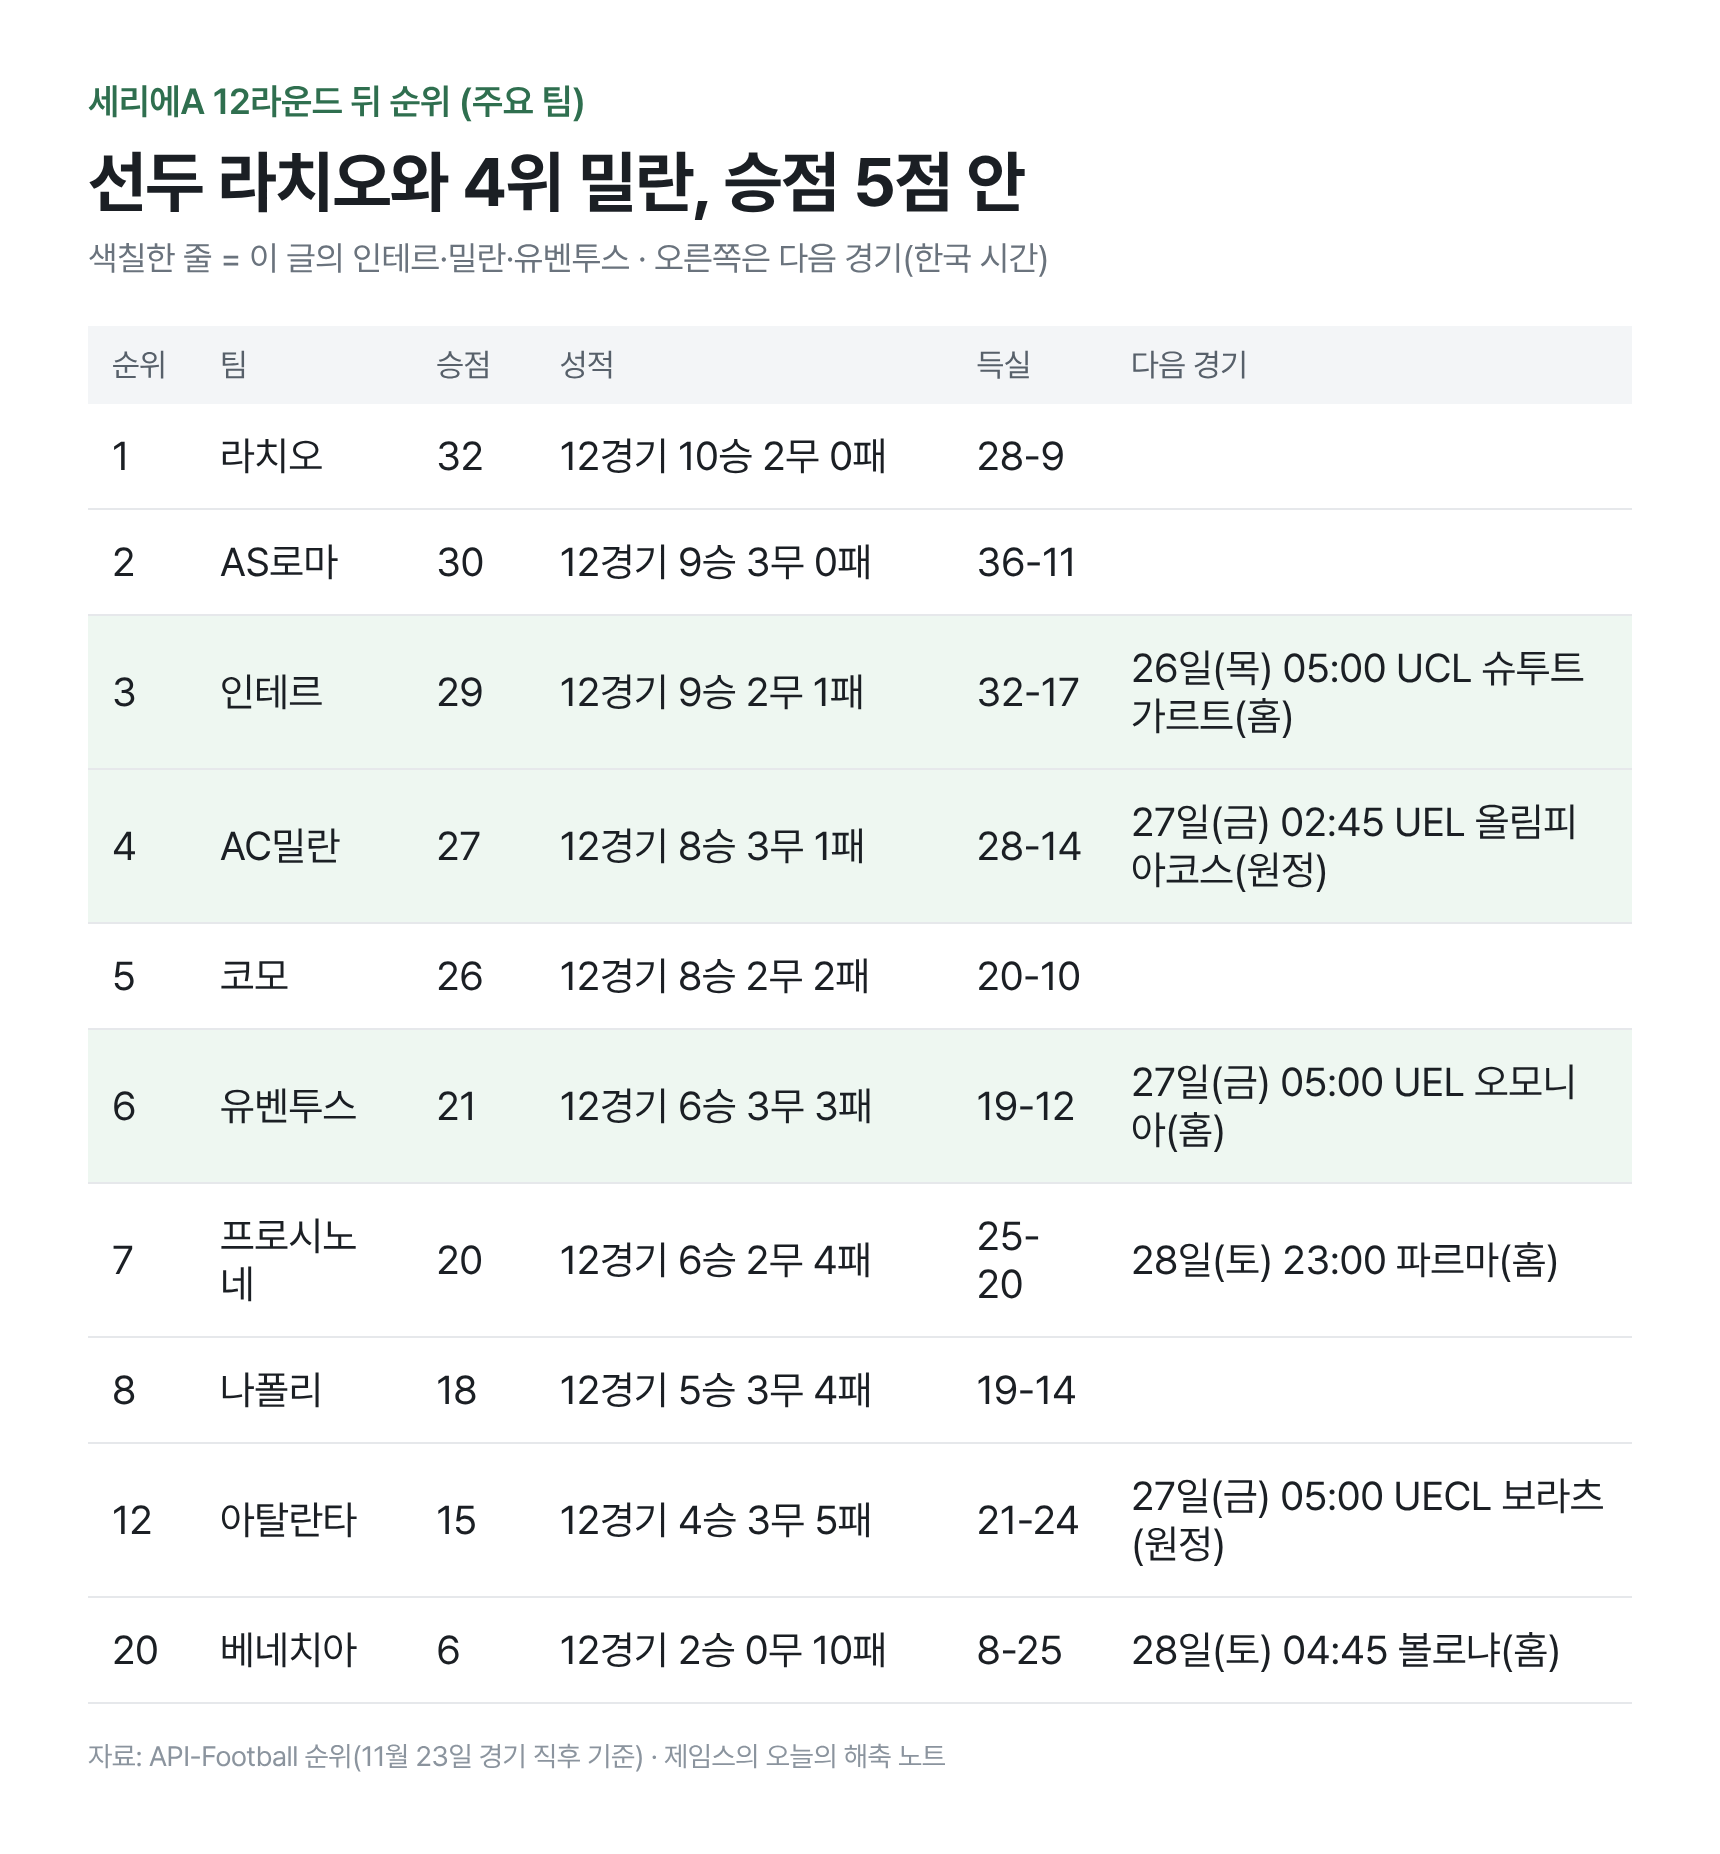 세리에A 12라운드 뒤 순위 (주요 팀)
선두 라치오와 4위 밀란, 승점 5점 안
색칠한 줄 = 이 글의 인테르·밀란·유벤투스 · 오른쪽은 다음 경기(한국 시간)
순위 팀 승점 성적 득실 다음 경기
1 라치오 32 12경기 10승 2무 0패 28-9
2 AS로마 30 12경기 9승 3무 0패 36-11
3 인테르 29 12경기 9승 2무 1패 32-17 26일(목) 05:00 UCL 슈투트
가르트(홈)
4 AC밀란 27 12경기 8승 3무 1패 28-14 27일(금) 02:45 UEL 올림피
아코스(원정)
5 코모 26 12경기 8승 2무 2패 20-10
6 유벤투스 21 12경기 6승 3무 3패 19-12 27일(금) 05:00 UEL 오모니
아(홈)
7 프로시노
네 20 12경기 6승 2무 4패 25-
20 28일(토) 23:00 파르마(홈)
8 나폴리 18 12경기 5승 3무 4패 19-14
12 아탈란타 15 12경기 4승 3무 5패 21-24 27일(금) 05:00 UECL 보라츠
(원정)
20 베네치아 6 12경기 2승 0무 10패 8-25 28일(토) 04:45 볼로냐(홈)
자료: API-Football 순위(11월 23일 경기 직후 기준) · 제임스의 오늘의 해축 노트